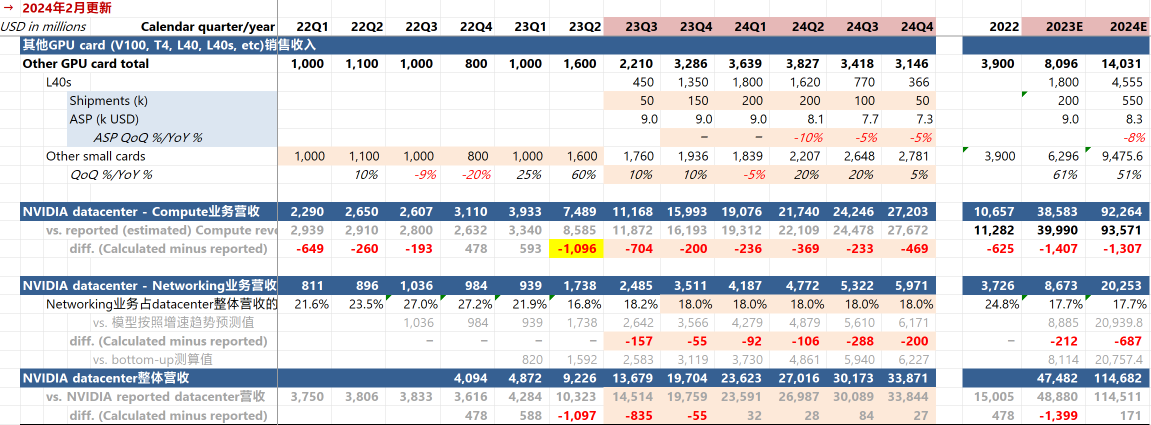 → 2024年2月更新
USD in millions Calendar quarter/year 22Q1 22Q2 22Q3 22Q4 23Q1 23Q2 23Q3 23Q4 24Q1 24Q2 24Q3 24Q4 2022 2023E 2024E
其他GPU card (V100, T4, L40, L40s, etc)销售收入
Other GPU card total 1,000 1,100 1,000 800 1,000 1,600 2,210 3,286 3,639 3,827 3,418 3,146 3,900 8,096 14,031
L40s 450 1,350 1,800 1,620 770 366 1,800 4,555
Shipments (k) 50 150 200 200 100 50 200 550
ASP (k USD) 9.0 9.0 9.0 8.1 7.7 7.3 9.0 8.3
ASP QoQ %/YoY % – – -10% -5% -5% -8%
Other small cards 1,000 1,100 1,000 800 1,000 1,600 1,760 1,936 1,839 2,207 2,648 2,781 3,900 6,296 9,475.6
QoQ %/YoY % 10% -9% -20% 25% 60% 10% 10% -5% 20% 20% 5% 61% 51%
NVIDIA datacenter - Compute业务营收 2,290 2,650 2,607 3,110 3,933 7,489 11,168 15,993 19,076 21,740 24,246 27,203 10,657 38,583 92,264
vs. reported (estimated) Compute reve 2,939 2,910 2,800 2,632 3,340 8,585 11,872 16,193 19,312 22,109 24,478 27,672 11,282 39,990 93,571
diff. (Calculated minus reported) -649 -260 -193 478 593 -1,096 -704 -200 -236 -369 -233 -469 -625 -1,407 -1,307
NVIDIA datacenter - Networking业务营收 811 896 1,036 984 939 1,738 2,485 3,511 4,187 4,772 5,322 5,971 3,726 8,673 20,253
Networking业务占datacenter整体营收的 21.6% 23.5% 27.0% 27.2% 21.9% 16.8% 18.2% 18.0% 18.0% 18.0% 18.0% 18.0% 24.8% 17.7% 17.7%
vs. 模型按照增速趋势预测值 1,036 984 939 1,738 2,642 3,566 4,279 4,879 5,610 6,171 8,885 20,939.8
diff. (Calculated minus reported) – – – – -157 -55 -92 -106 -288 -200 – -212 -687
vs. bottom-up测算值 820 1,592 2,583 3,119 3,730 4,861 5,940 6,227 8,114 20,757.4
NVIDIA datacenter整体营收 4,094 4,872 9,226 13,679 19,704 23,623 27,016 30,173 33,871 47,482 114,682
vs. NVIDIA reported datacenter营收 3,750 3,806 3,833 3,616 4,284 10,323 14,514 19,759 23,591 26,987 30,089 33,844 15,005 48,880 114,511
diff. (Calculated minus reported) 478 588 -1,097 -835 -55 32 28 84 27 478 -1,399 171